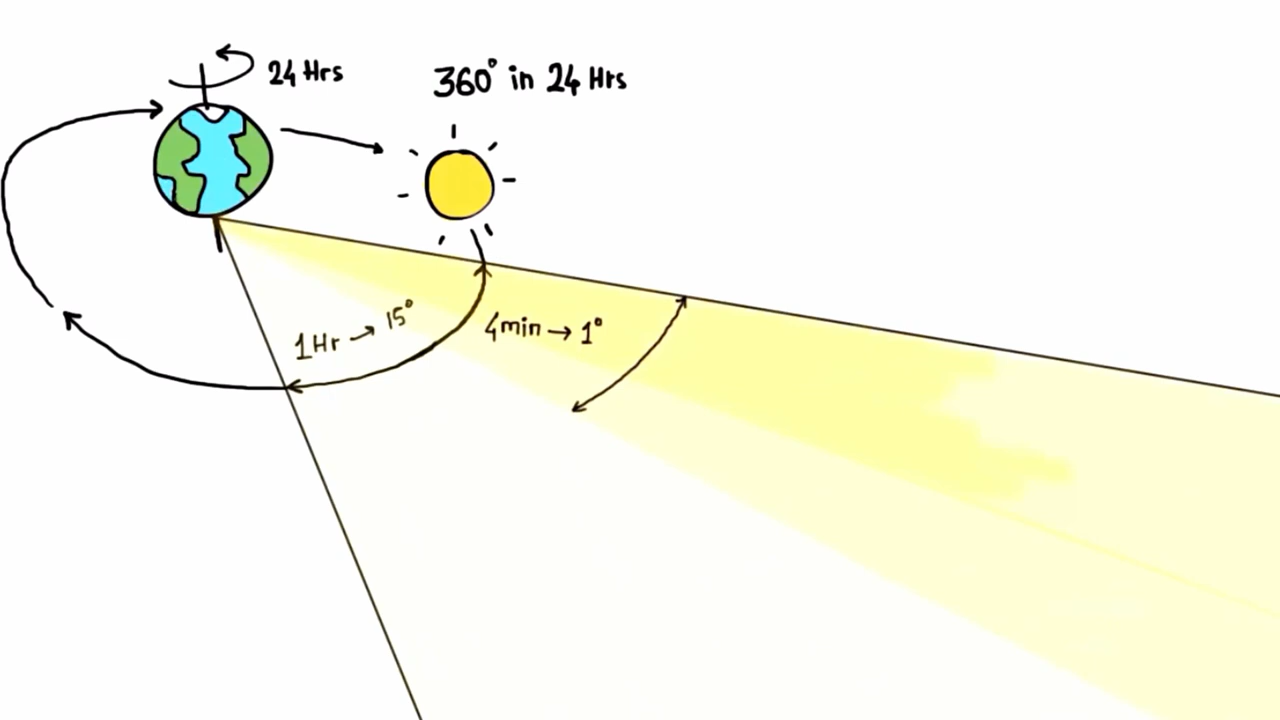 24 Hrs
360° in 24 Hrs
1Hr → 15°
4min → 1°